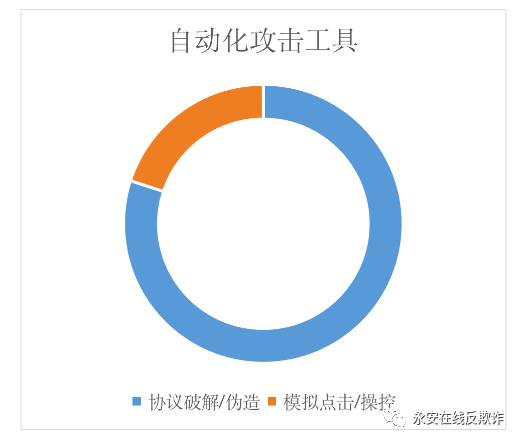 自动化攻击工具
协议破解/伪造 模拟点击/操控
永安在线反欺诈